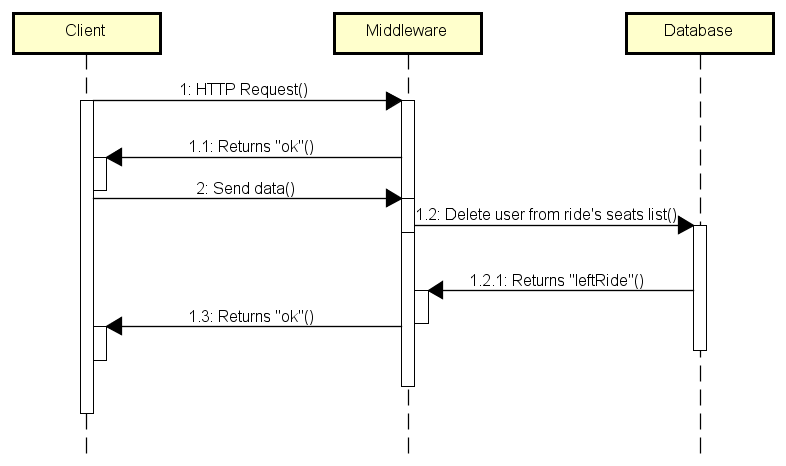 Client
Middleware
Database
1: HTTP Request()
1.1: Returns "ok"()
2: Send data()
1.2: Delete user from ride's seats list()
1.2.1: Returns "leftRide"()
1.3: Returns "ok"()